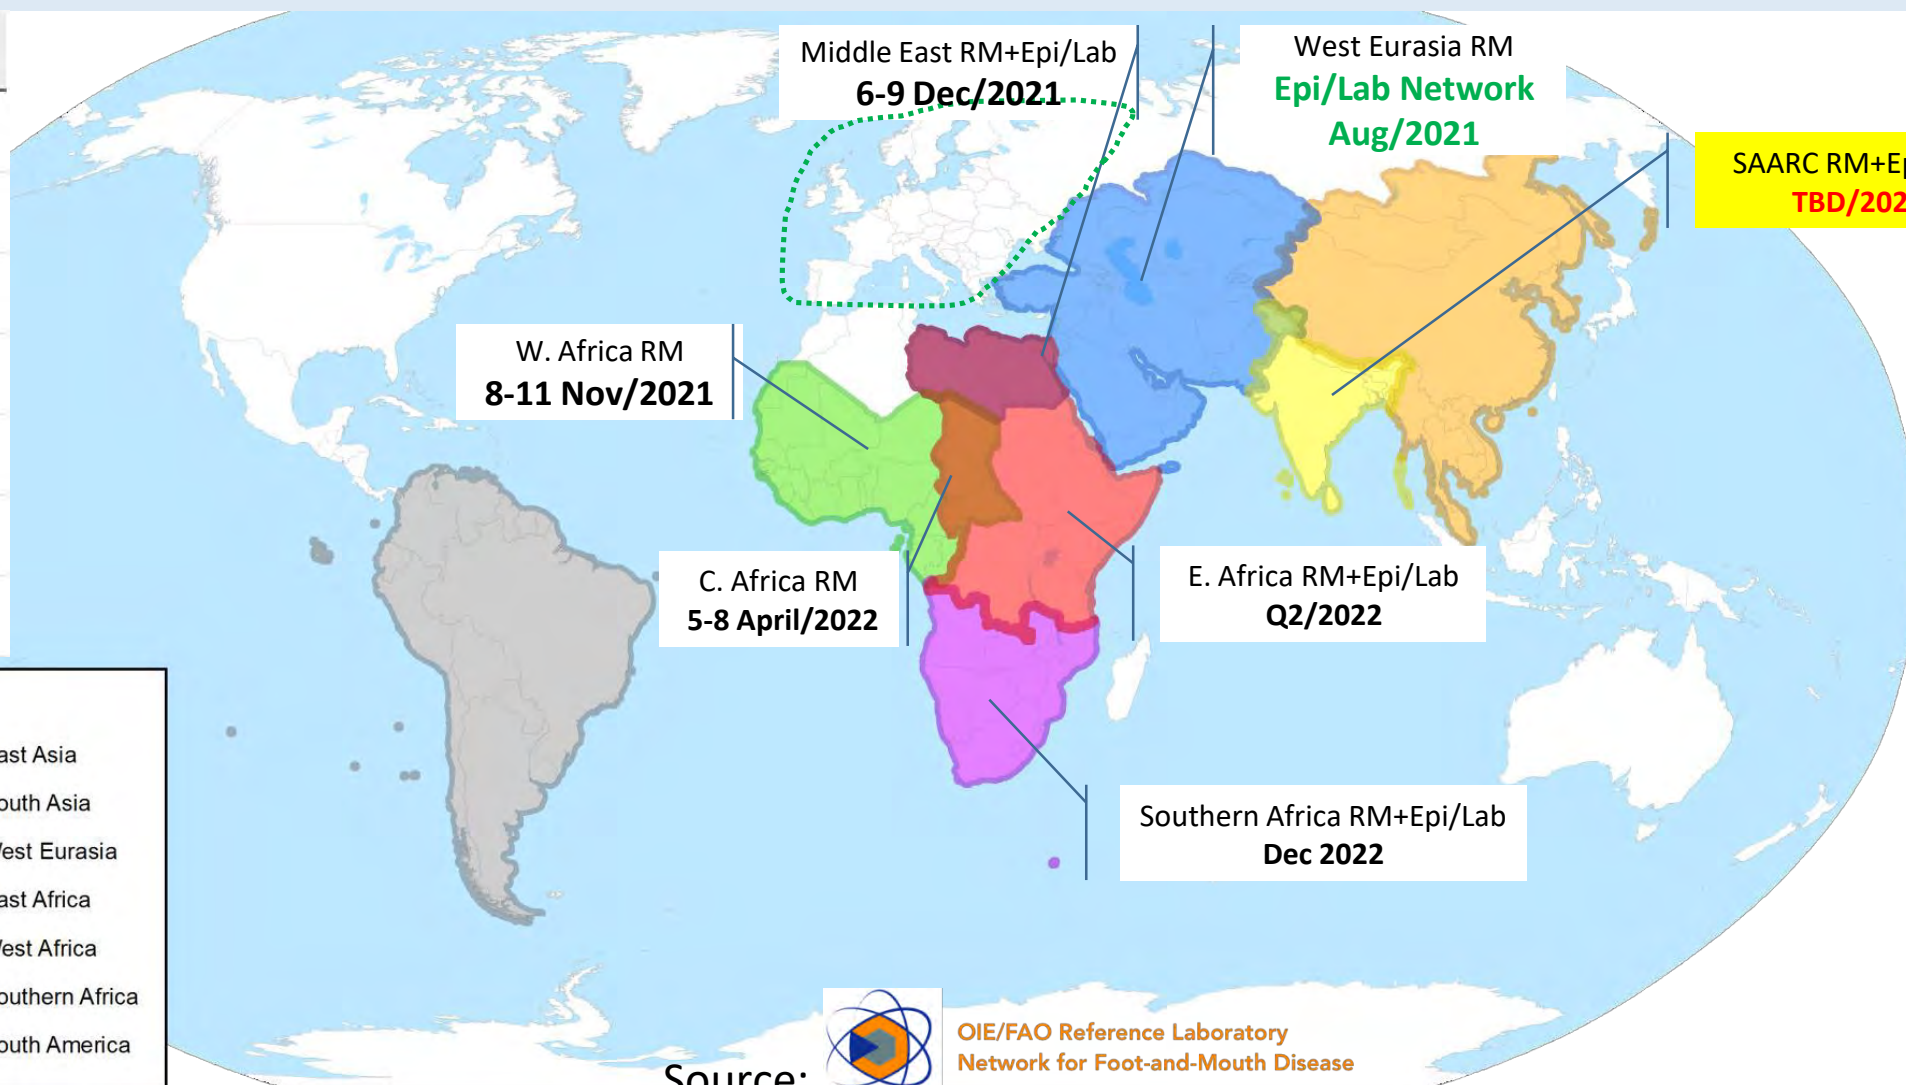 Middle East RM+Epi/Lab
6-9 Dec/2021
West Eurasia RM
Epi/Lab Network
Aug/2021
SAARC RM+Ep
TBD/202
W. Africa RM
8-11 Nov/2021
C. Africa RM
5-8 April/2022
E. Africa RM+Epi/Lab
Q2/2022
Southern Africa RM+Epi/Lab
Dec 2022
ast Asia
outh Asia
est Eurasia
ast Africa
est Africa
outhern Africa
outh America
Source:
OIE/FAO Reference Laboratory
Network for Foot-and-Mouth Disease